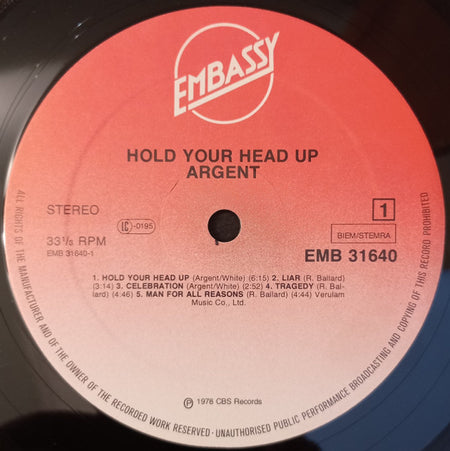 EMBASSY
HOLD YOUR HEAD UP
ARGENT
STEREO
LC-0195
1
33⅓ RPM
BIEM/STEMRA
EMB 31640-1
EMB 31640
1. HOLD YOUR HEAD UP (Argent/White) (6:15) 2. LIAR (R. Ballard)
(3:14) 3. CELEBRATION (Argent/White) (2:52) 4. TRAGEDY (R. Bal-
lard) (4:46) 5. MAN FOR ALL REASONS (R. Ballard) (4:44) Verulam
Music Co., Ltd.
℗ 1978 CBS Records
ALL RIGHTS OF THE MANUFACTURER AND OF THE OWNER OF THE RECORDED WORK RESERVED · UNAUTHORISED PUBLIC PERFORMANCE BROADCASTING AND COPYING OF THIS RECORD PROHIBITED